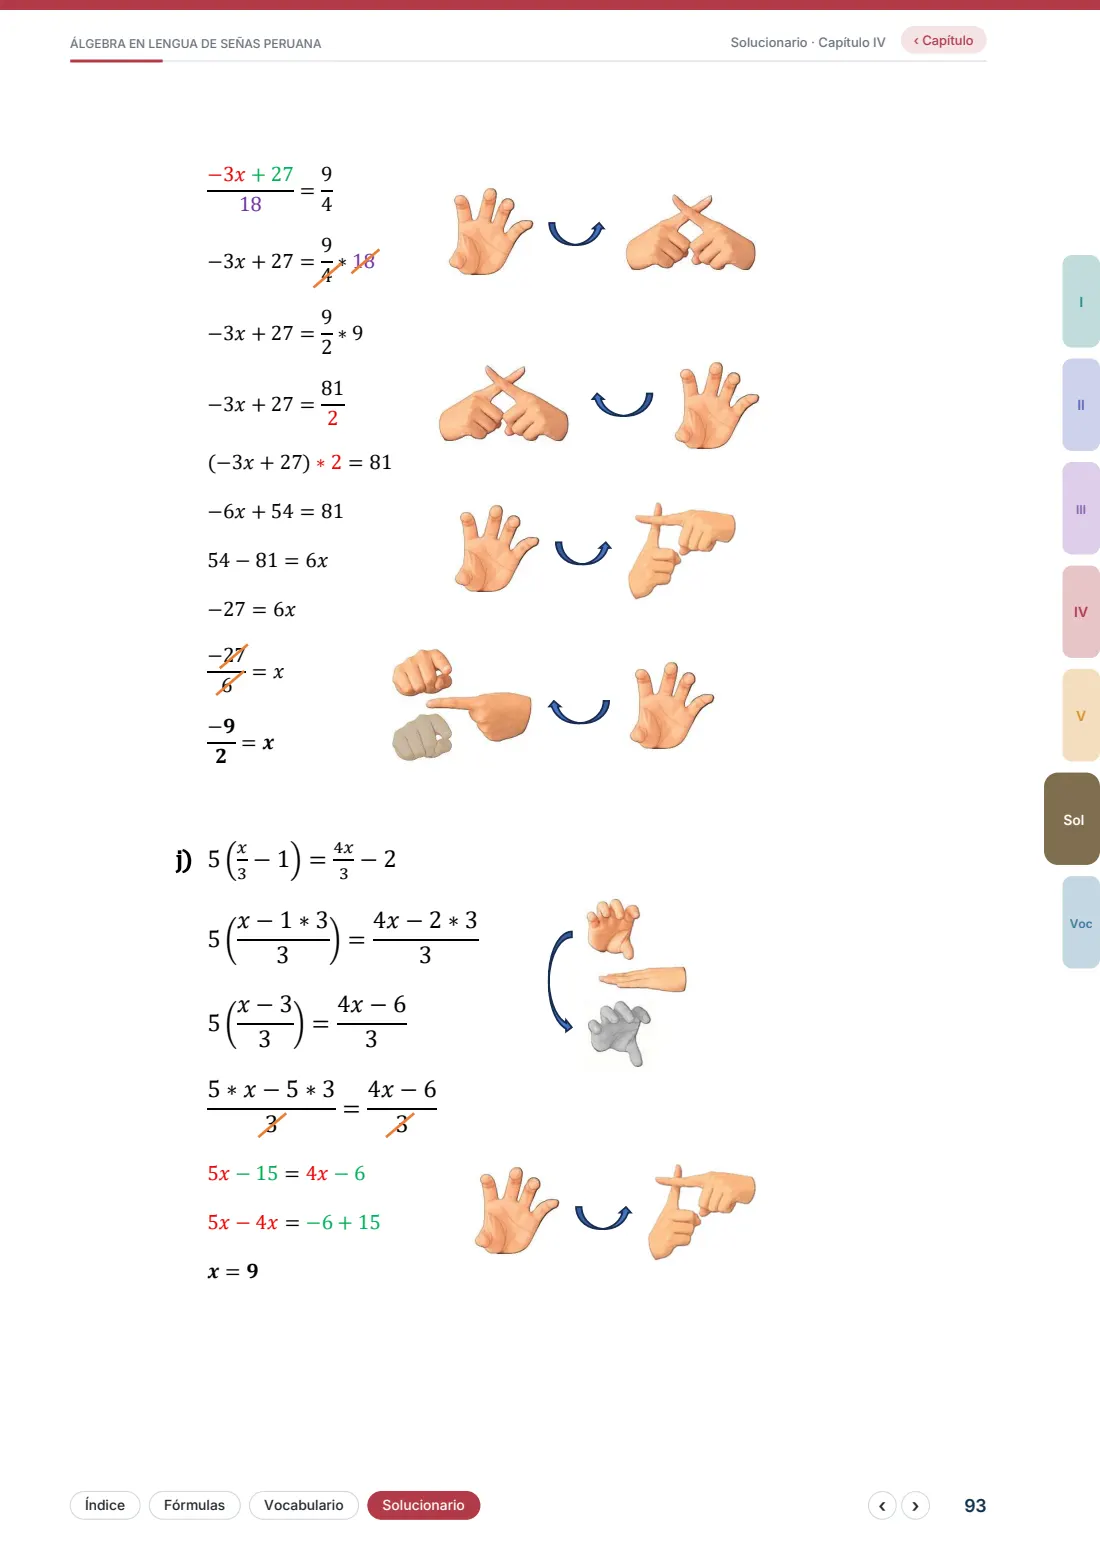 ÁLGEBRA EN LENGUA DE SEÑAS PERUANA
Solucionario · Capítulo IV
‹ Capítulo
−3x + 27 / 18 = 9/4
−3x + 27 = 9/4 * 18
−3x + 27 = 9/2 * 9
−3x + 27 = 81/2
(−3x + 27) * 2 = 81
−6x + 54 = 81
54 − 81 = 6x
−27 = 6x
−27/6 = x
−9/2 = x
j) 5(x/3 − 1) = 4x/3 − 2
5(x − 1 * 3 / 3) = 4x − 2 * 3 / 3
5(x − 3 / 3) = 4x − 6 / 3
5 * x − 5 * 3 / 3 = 4x − 6 / 3
5x − 15 = 4x − 6
5x − 4x = −6 + 15
x = 9
I
II
III
IV
V
Sol
Voc
Índice
Fórmulas
Vocabulario
Solucionario
‹
›
93